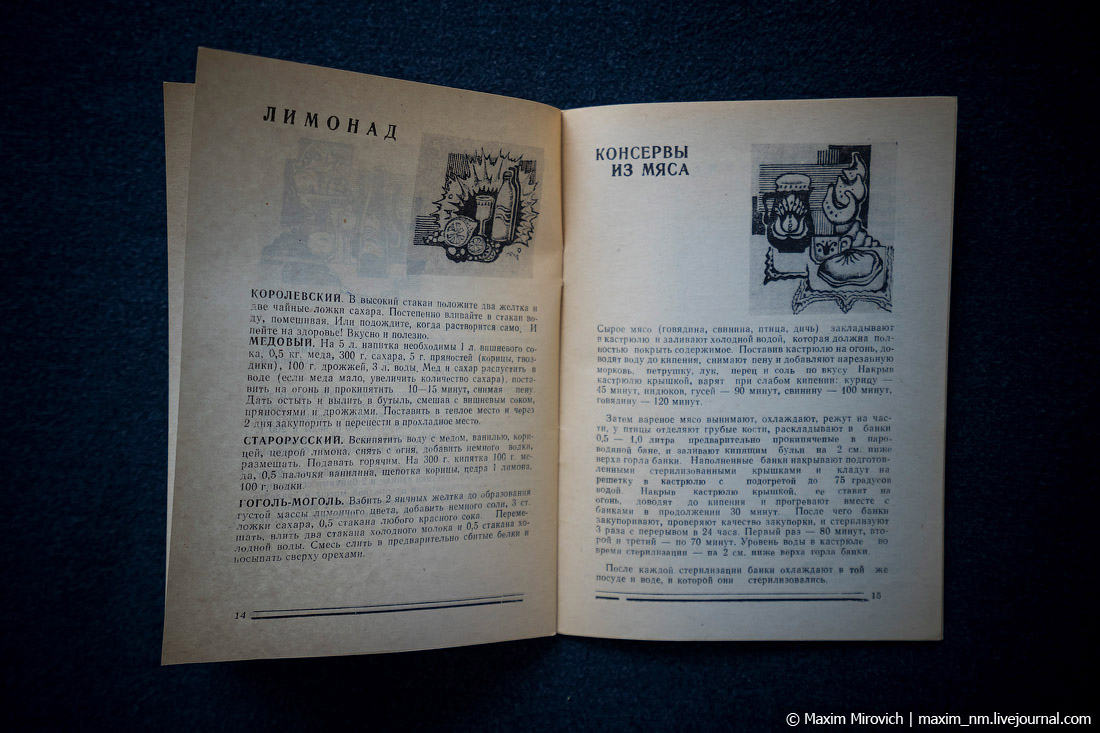 ЛИМОНАД
КОРОЛЕВСКИЙ. В высокий стакан положите два желтка и
две чайные ложки сахара. Постепенно вливайте в стакан во-
ду, помешивая. Или подождите, когда растворится само. И
пейте на здоровье! Вкусно и полезно.
МЕДОВЫЙ. На 5 л. напитка необходимы 1 л. вишневого со-
ка, 0,5 кг. меда, 300 г. сахара, 5 г. пряностей (корицы, гвоз-
дики), 100 г. дрожжей, 3 л. воды. Мед и сахар распустить в
воде (если меда мало, увеличить количество сахара), поста-
вить на огонь и прокипятить 10—15 минут, снимая пену.
Дать остыть и вылить в бутыль, смешав с вишневым соком,
пряностями и дрожжами. Поставить в теплое место и через
2 дня закупорить и перенести в прохладное место.
СТАРОРУССКИЙ. Вскипятить воду с медом, ванилью, кори-
цей, цедрой лимона, снять с огня, добавить немного водки,
размешать. Подавать горячим. На 300 г. кипятка 100 г. ме-
да, 0,5 палочки ванилина, щепотка корицы, цедра 1 лимона,
100 г. водки.
ГОГОЛЬ-МОГОЛЬ. Взбить 2 яичных желтка до образования
густой массы лимонного цвета, добавить немного соли, 3 ст.
ложки сахара, 0,5 стакана любого красного сока. Переме-
шать, влить два стакана холодного молока и 0,5 стакана хо-
лодной воды. Смесь слить в предварительно сбитые белки и
посыпать сверху орехами.
14
КОНСЕРВЫ
ИЗ МЯСА
Сырое мясо (говядина, свинина, птица, дичь) закладывают
в кастрюлю и заливают холодной водой, которая должна пол-
ностью покрыть содержимое. Поставив кастрюлю на огонь, до-
водят воду до кипения, снимают пену и добавляют нарезанную
морковь, петрушку, лук, перец и соль по вкусу Накрыв
кастрюлю крышкой, варят при слабом кипении: курицу —
45 минут, индюков, гусей — 90 минут, свинину — 100 минут,
говядину — 120 минут.
Затем вареное мясо вынимают, охлаждают, режут на час-
ти, у птицы отделяют грубые кости, раскладывают в банки
0,5 — 1,0 литра предварительно прокипяченые в паро-
водяной бане, и заливают кипящим бульи на 2 см. ниже
верха горла банки. Наполненные банки накрывают подготов-
ленными стерилизованными крышками и кладут на
решетку в кастрюлю с подогретой до 75 градусов
водой. Накрыв кастрюлю крышкой, ее ставят на
огонь, доводят до кипения и прогревают вместе с
банками в продолжении 30 минут. После чего банки
закупоривают, проверяют качество закупорки, и стерилизуют
3 раза с перерывом в 24 часа. Первый раз — 80 минут, вто-
рой и третий — по 70 минут. Уровень воды в кастрюле во
время стерилизации — на 2 см. ниже верха горла банки.
После каждой стерилизации банки охлаждают в той же
посуде и воде, в которой они стерилизовались.
15
© Maxim Mirovich | maxim_nm.livejournal.com